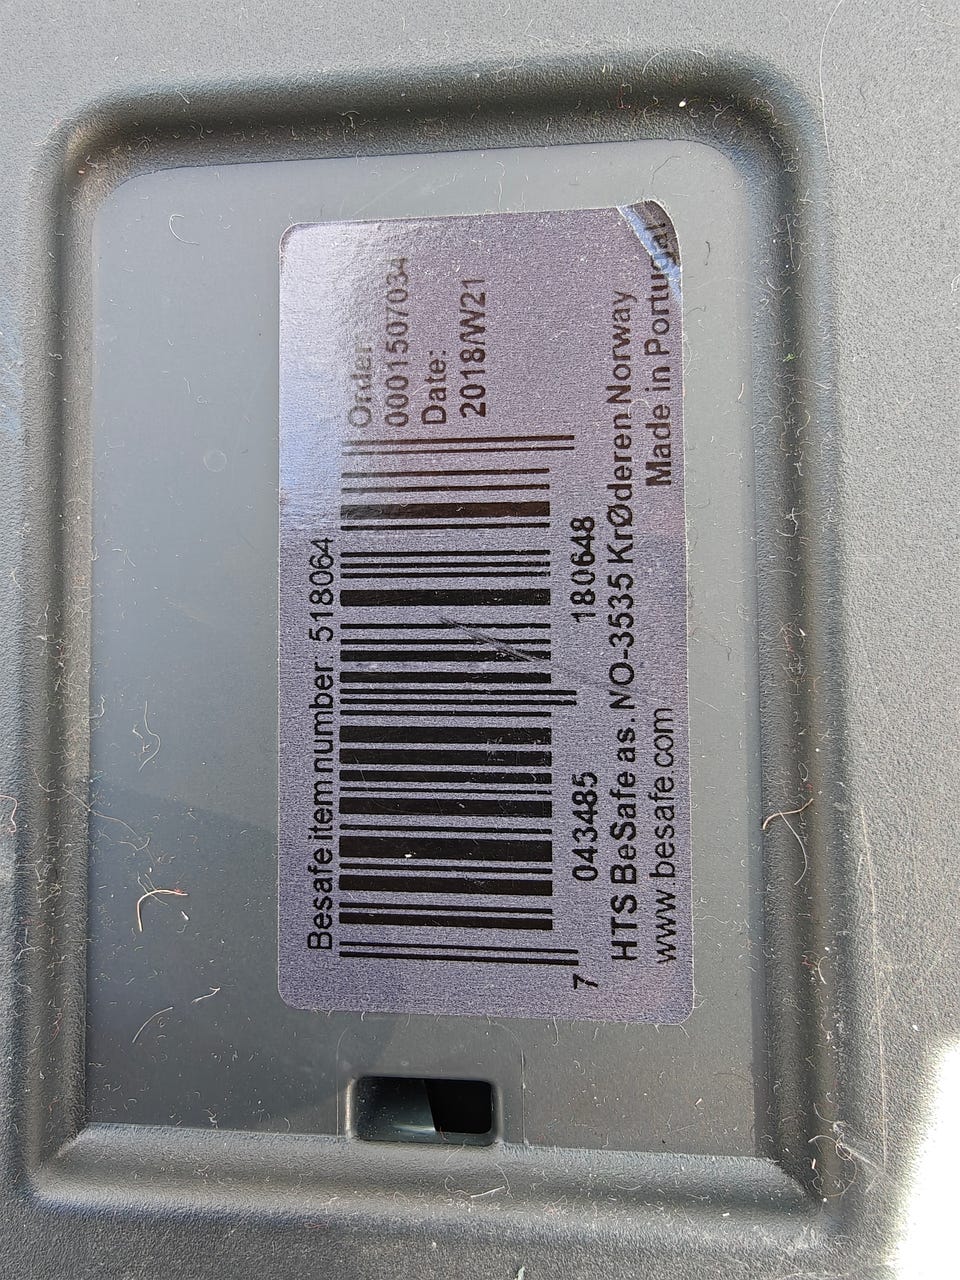 Besafe item number: 518064
Order:
0001507034
Date:
2018/W21
7 043485 180648
HTS BeSafe as. NO-3535 KrØderen Norway
www.besafe.com
Made in Portugal